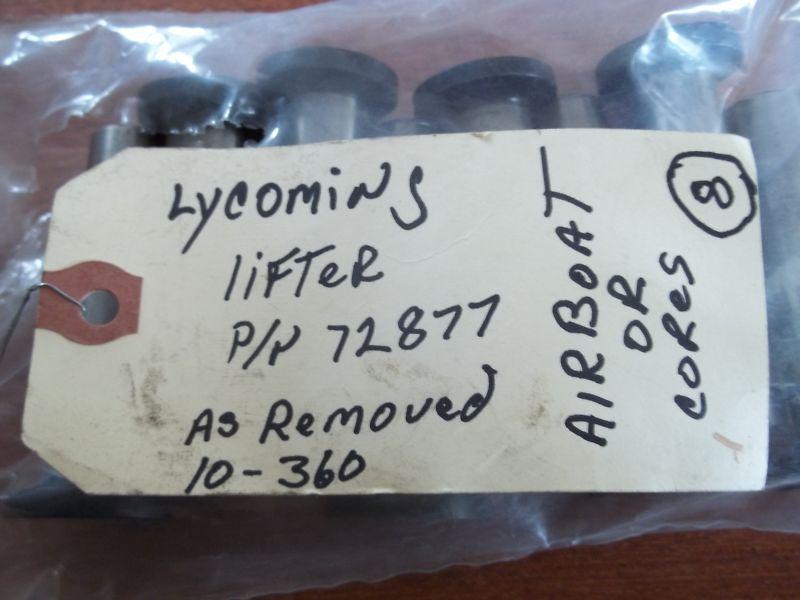 LYCOMING
liFTeR
P/N 72877
As Removed
10-360
AIRBOAT
OR
CORES
8